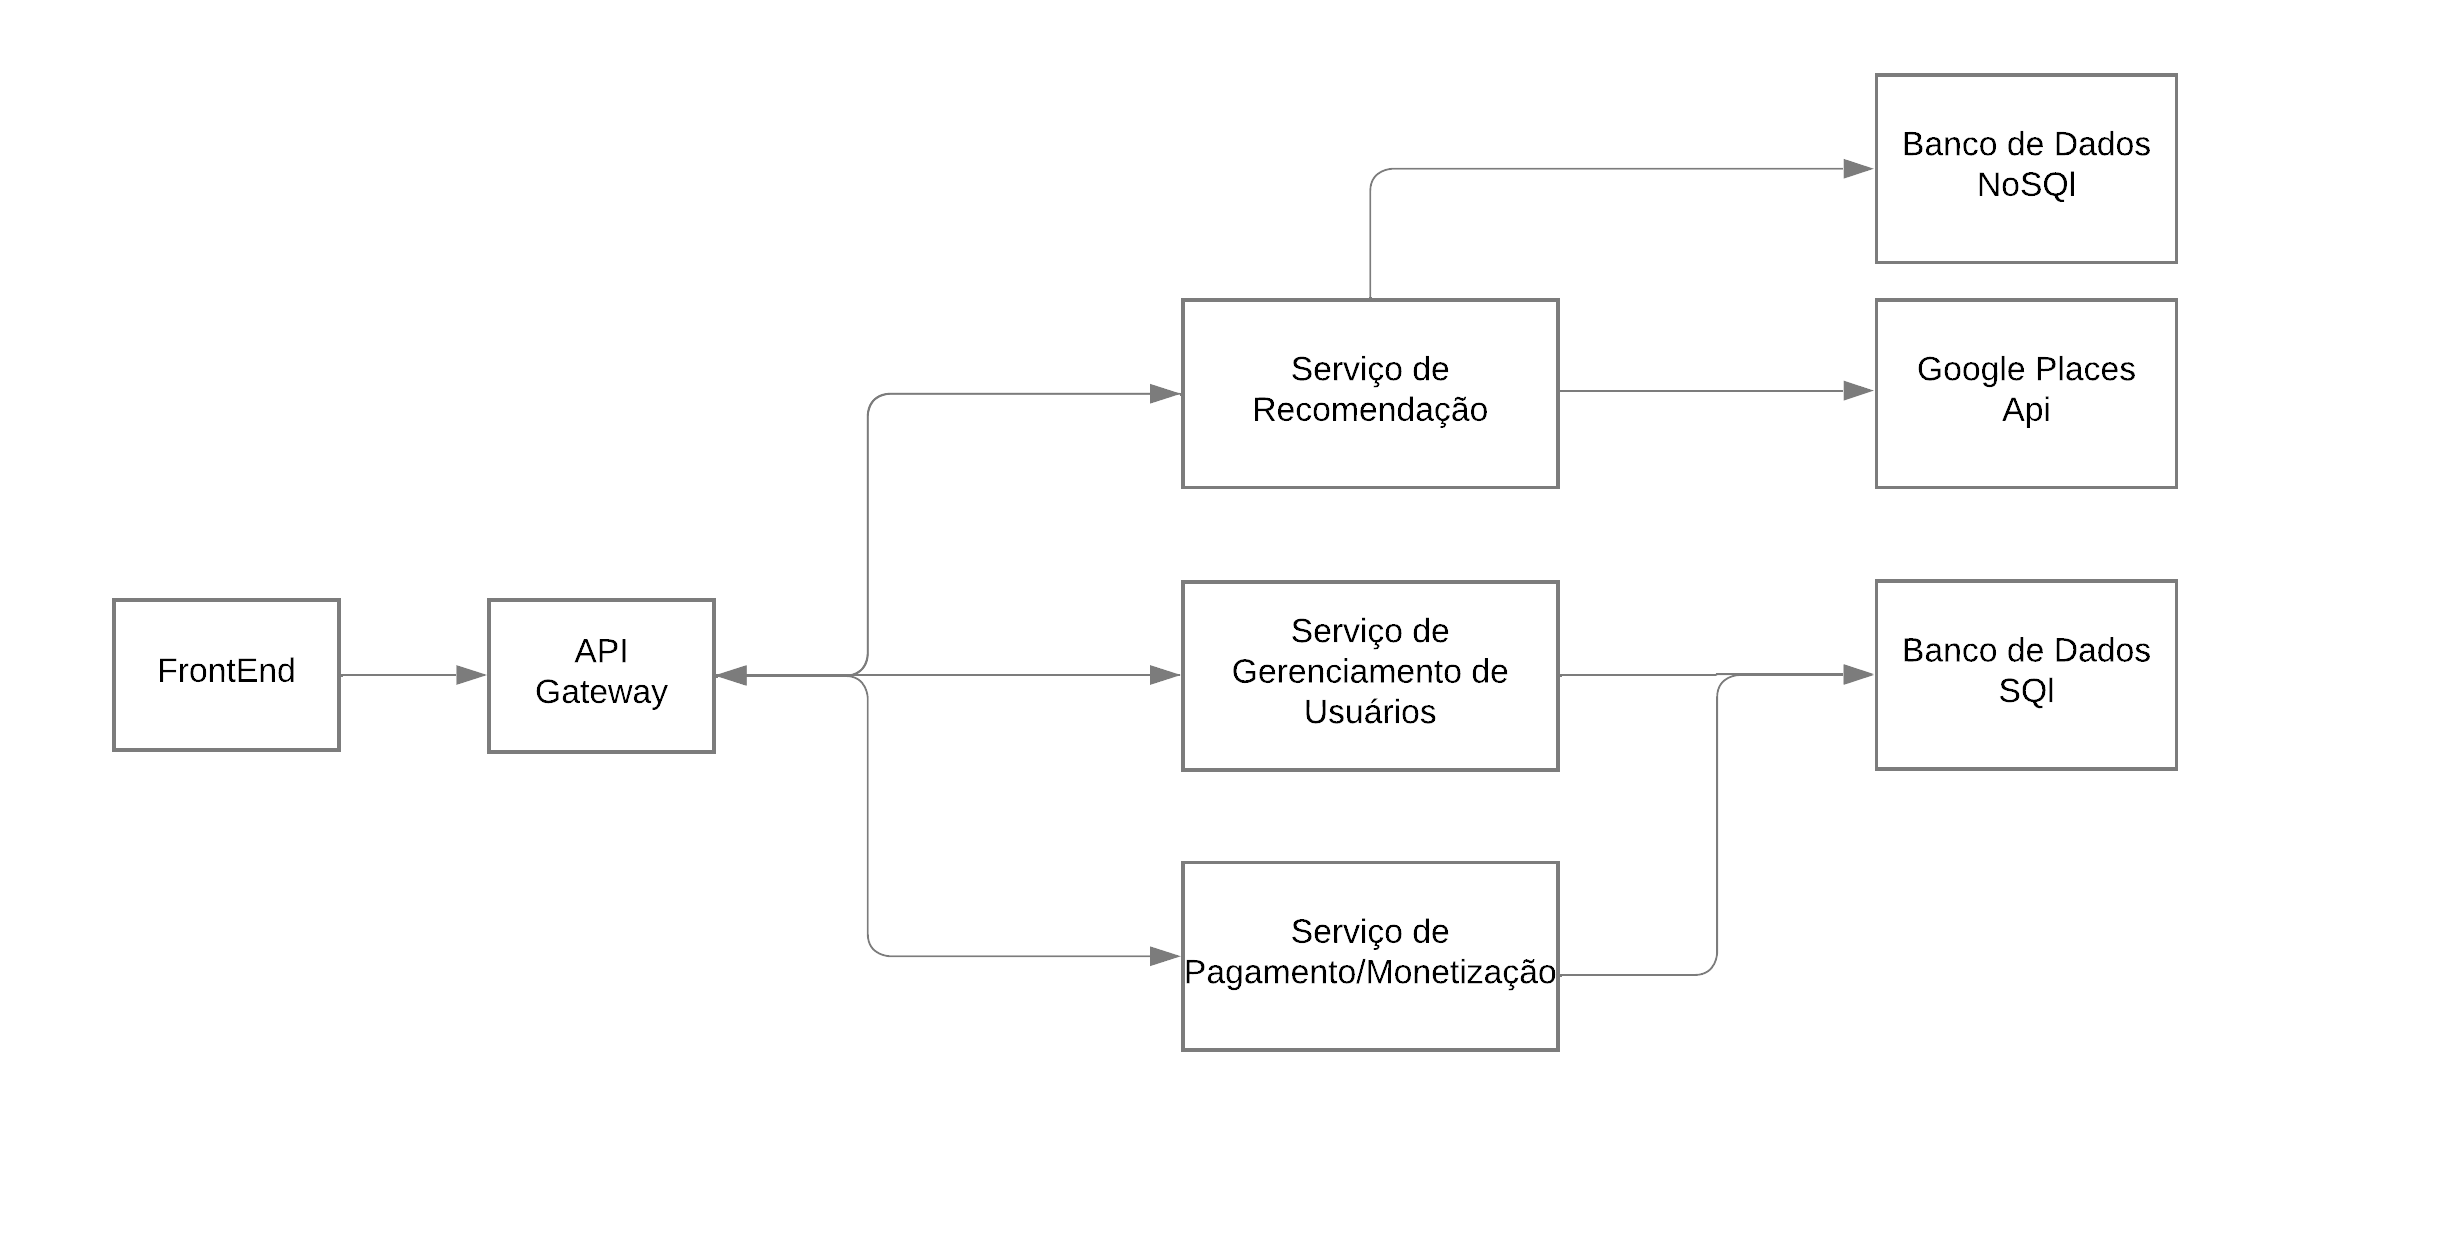 Banco de Dados
NoSQl
Serviço de
Recomendação
Google Places
Api
FrontEnd
API
Gateway
Serviço de
Gerenciamento de
Usuários
Banco de Dados
SQl
Serviço de
Pagamento/Monetização